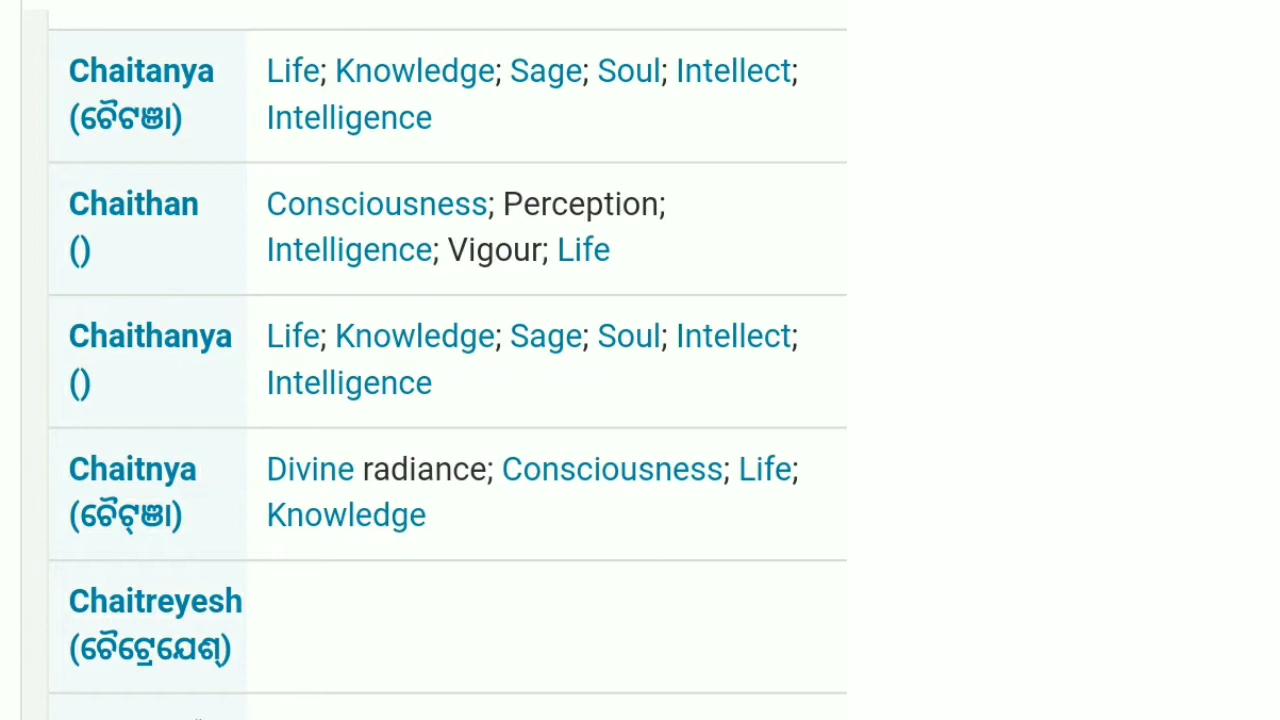 Chaitanya Life; Knowledge; Sage; Soul; Intellect;
(ଚୈଟଞା) Intelligence
Chaithan Consciousness; Perception;
() Intelligence; Vigour; Life
Chaithanya Life; Knowledge; Sage; Soul; Intellect;
() Intelligence
Chaitnya Divine radiance; Consciousness; Life;
(ଚୈଟ୍ଞା) Knowledge
Chaitreyesh
(ଚୈଟ୍ରେଯେଶ୍)